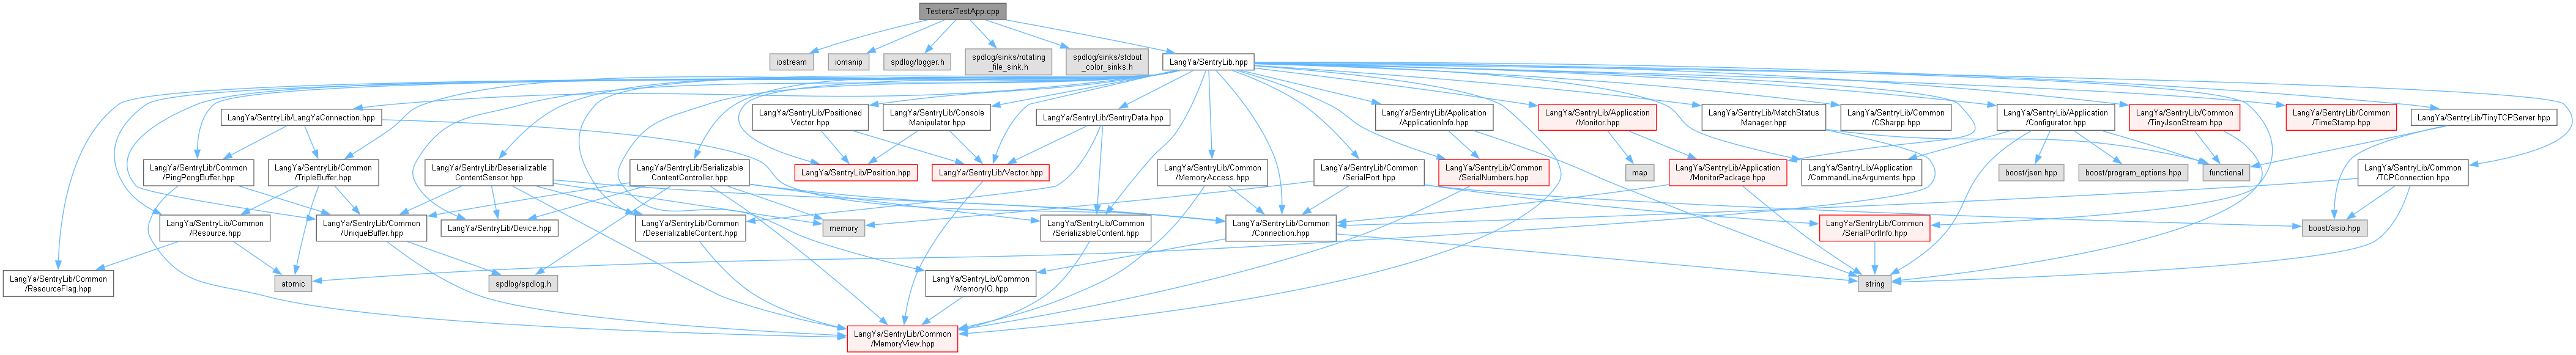 Testers/TestApp.cpp
iostream
iomanip
spdlog/logger.h
spdlog/sinks/rotating
_file_sink.h
spdlog/sinks/stdout
_color_sinks.h
LangYa/SentryLib.hpp
LangYa/SentryLib/LangYaConnection.hpp
LangYa/SentryLib/Positioned
Vector.hpp
LangYa/SentryLib/Console
Manipulator.hpp
LangYa/SentryLib/SentryData.hpp
LangYa/SentryLib/Application
/ApplicationInfo.hpp
LangYa/SentryLib/Application
/Monitor.hpp
LangYa/SentryLib/MatchStatus
Manager.hpp
LangYa/SentryLib/Common
/CSharpp.hpp
LangYa/SentryLib/Application
/Configurator.hpp
LangYa/SentryLib/Common
/TinyJsonStream.hpp
LangYa/SentryLib/Common
/TimeStamp.hpp
LangYa/SentryLib/TinyTCPServer.hpp
LangYa/SentryLib/Common
/PingPongBuffer.hpp
LangYa/SentryLib/Common
/TripleBuffer.hpp
LangYa/SentryLib/Deserializable
ContentSensor.hpp
LangYa/SentryLib/Serializable
ContentController.hpp
LangYa/SentryLib/Position.hpp
LangYa/SentryLib/Vector.hpp
LangYa/SentryLib/Common
/MemoryAccess.hpp
LangYa/SentryLib/Common
/SerialPort.hpp
LangYa/SentryLib/Common
/SerialNumbers.hpp
map
LangYa/SentryLib/Application
/MonitorPackage.hpp
LangYa/SentryLib/Application
/CommandLineArguments.hpp
boost/json.hpp
boost/program_options.hpp
functional
LangYa/SentryLib/Common
/TCPConnection.hpp
LangYa/SentryLib/Common
/Resource.hpp
LangYa/SentryLib/Common
/UniqueBuffer.hpp
LangYa/SentryLib/Device.hpp
LangYa/SentryLib/Common
/DeserializableContent.hpp
memory
LangYa/SentryLib/Common
/SerializableContent.hpp
LangYa/SentryLib/Common
/Connection.hpp
LangYa/SentryLib/Common
/SerialPortInfo.hpp
boost/asio.hpp
LangYa/SentryLib/Common
/ResourceFlag.hpp
atomic
spdlog/spdlog.h
LangYa/SentryLib/Common
/MemoryIO.hpp
string
LangYa/SentryLib/Common
/MemoryView.hpp